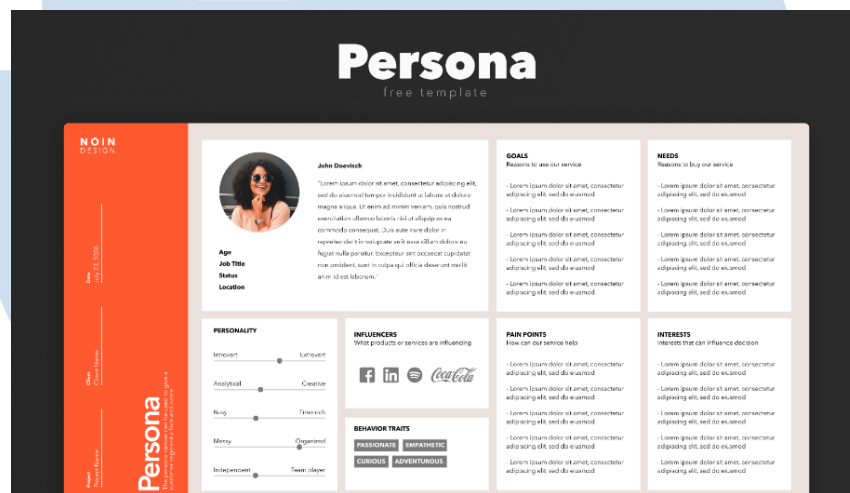 Persona
free template
NOIN
DESIGN
Date
July 23, 2026
Client
Client Name
Project
Project Name
Persona
John Doevisch
"Lorem ipsum dolor sit amet, consectetur adipiscing elit,
sed do eiusmod tempor incididunt ut labore et dolore
magna aliqua. Ut enim ad minim veniam, quis nostrud
exercitation ullamco laboris nisi ut aliquip ex ea
commodo consequat. Duis aute irure dolor in
reprehenderit in voluptate velit esse cillum dolore eu
fugiat nulla pariatur. Excepteur sint occaecat cupidatat
non proident, sunt in culpa qui officia deserunt mollit
anim id est laborum."
Age
Job Title
Status
Location
GOALS
Reasons to use our service
- Lorem ipsum dolor sit amet, consectetur
adipiscing elit, sed do eiusmod
- Lorem ipsum dolor sit amet, consectetur
adipiscing elit, sed do eiusmod
- Lorem ipsum dolor sit amet, consectetur
adipiscing elit, sed do eiusmod
- Lorem ipsum dolor sit amet, consectetur
adipiscing elit, sed do eiusmod
- Lorem ipsum dolor sit amet, consectetur
adipiscing elit, sed do eiusmod
NEEDS
Reasons to buy our service
- Lorem ipsum dolor sit amet, consectetur
adipiscing elit, sed do eiusmod
- Lorem ipsum dolor sit amet, consectetur
adipiscing elit, sed do eiusmod
- Lorem ipsum dolor sit amet, consectetur
adipiscing elit, sed do eiusmod
- Lorem ipsum dolor sit amet, consectetur
adipiscing elit, sed do eiusmod
- Lorem ipsum dolor sit amet, consectetur
adipiscing elit, sed do eiusmod
PERSONALITY
Introvert Extrovert
Analytical Creative
Busy Time rich
Messy Organized
Independent Team player
INFLUENCERS
What products or services are influencing
f in Coca-Cola
BEHAVIOR TRAITS
PASSIONATE EMPATHETIC
CURIOUS ADVENTUROUS
PAIN POINTS
How can our service help
- Lorem ipsum dolor sit amet, consectetur
adipiscing elit, sed do eiusmod
- Lorem ipsum dolor sit amet, consectetur
adipiscing elit, sed do eiusmod
- Lorem ipsum dolor sit amet, consectetur
adipiscing elit, sed do eiusmod
- Lorem ipsum dolor sit amet, consectetur
adipiscing elit, sed do eiusmod
- Lorem ipsum dolor sit amet, consectetur
adipiscing elit, sed do eiusmod
INTERESTS
Interests that can influence decision
- Lorem ipsum dolor sit amet, consectetur
adipiscing elit, sed do eiusmod
- Lorem ipsum dolor sit amet, consectetur
adipiscing elit, sed do eiusmod
- Lorem ipsum dolor sit amet, consectetur
adipiscing elit, sed do eiusmod
- Lorem ipsum dolor sit amet, consectetur
adipiscing elit, sed do eiusmod
- Lorem ipsum dolor sit amet, consectetur
adipiscing elit, sed do eiusmod